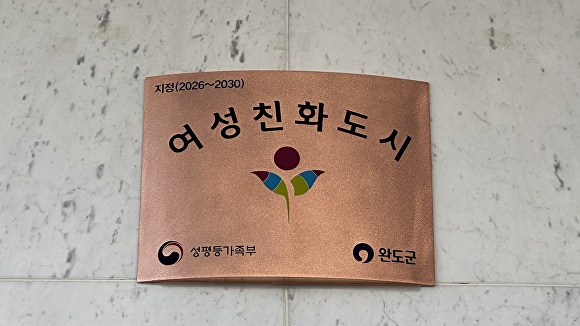 지정(2026~2030)
여성친화도시
성평등가족부 완도군